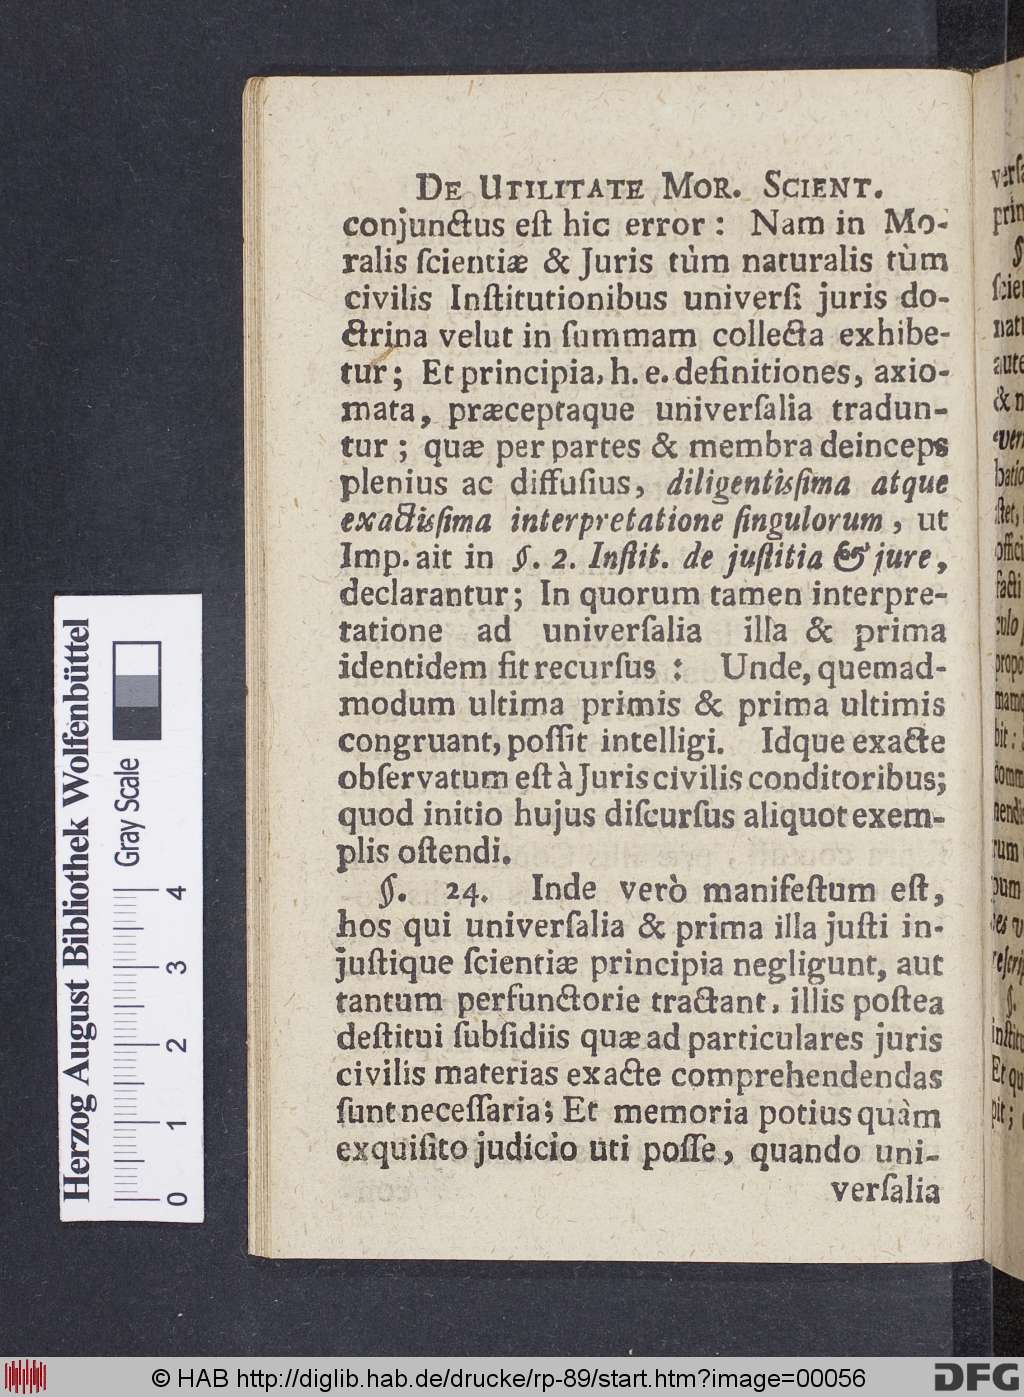 De Utilitate Mor. Scient.
conjunctus eſt hic error : Nam in Mo-
ralis ſcientiæ & Juris tùm naturalis tùm
civilis Inſtitutionibus univerſi juris do-
ctrina velut in ſummam collecta exhibe-
tur; Et principia, h. e. definitiones, axio-
mata, præceptaque univerſalia tradun-
tur ; quæ per partes & membra deinceps
plenius ac diffuſius, diligentisſima atque
exactisſima interpretatione ſingulorum, ut
Imp. ait in §. 2. Inſtit. de juſtitia & jure,
declarantur; In quorum tamen interpre-
tatione ad univerſalia illa & prima
identidem fit recurſus : Unde, quemad-
modum ultima primis & prima ultimis
congruant, poſſit intelligi. Idque exacte
obſervatum eſt à Juris civilis conditoribus;
quod initio hujus diſcurſus aliquot exem-
plis oſtendi.
§. 24. Inde verò manifeſtum eſt,
hos qui univerſalia & prima illa juſti in-
juſtique ſcientiæ principia negligunt, aut
tantum perfunctorie tractant, illis poſtea
deſtitui ſubſidiis quæ ad particulares juris
civilis materias exacte comprehendendas
ſunt neceſſaria; Et memoria potius quàm
exquiſito judicio uti poſſe, quando uni-
verſalia
Herzog August Bibliothek Wolfenbüttel
Gray Scale
0 1 2 3 4
© HAB http://diglib.hab.de/drucke/rp-89/start.htm?image=00056
DFG